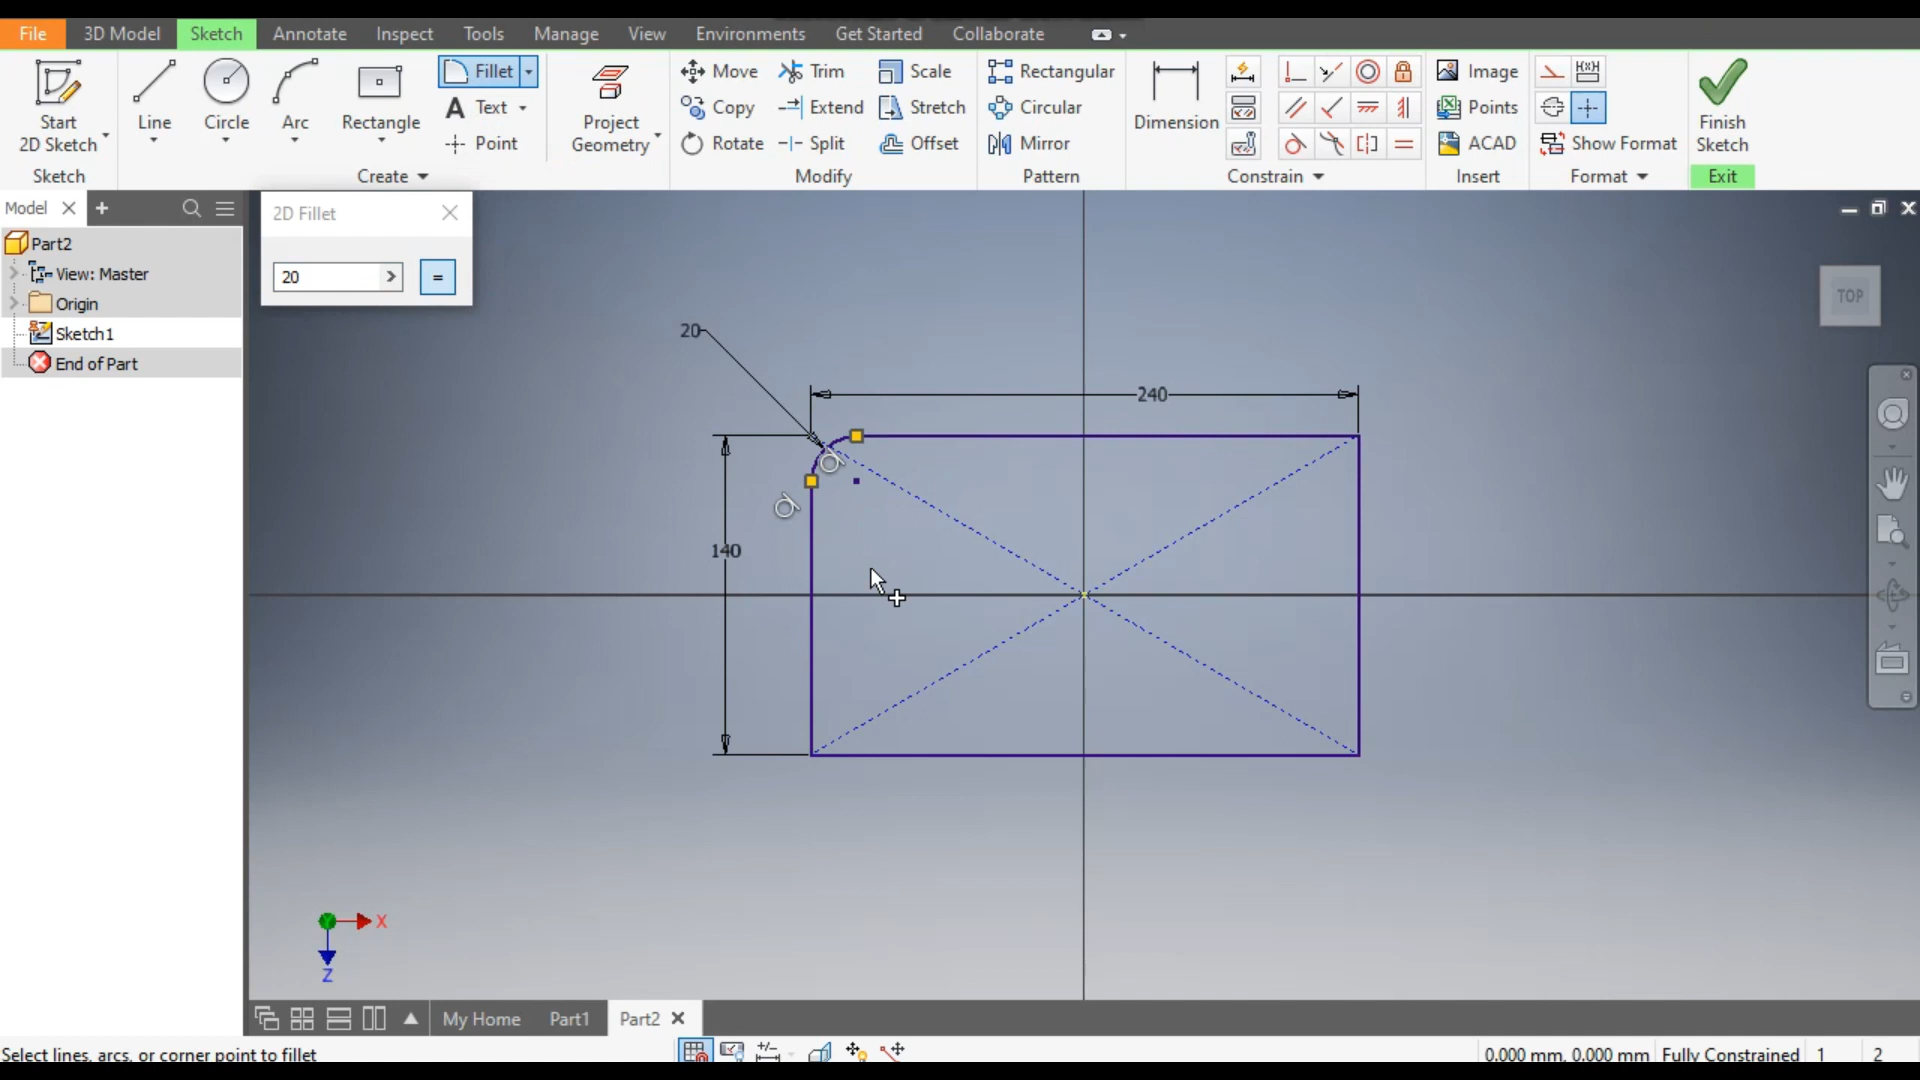 File 3D Model Sketch Annotate Inspect Tools Manage View Environments Get Started Collaborate
Start
2D Sketch
Line
Circle
Arc
Rectangle
Fillet
Text
Point
Project
Geometry
Move
Copy
Rotate
Trim
Extend
Split
Scale
Stretch
Offset
Rectangular
Circular
Mirror
Dimension
Image
Points
ACAD
Show Format
Finish
Sketch
Sketch Create Modify Pattern Constrain Insert Format Exit
Model
Part2
View: Master
Origin
Sketch1
End of Part
2D Fillet
20
=
TOP
20
240
140
X
Z
My Home Part1 Part2
Select lines, arcs, or corner point to fillet
0.000 mm, 0.000 mm Fully Constrained 1 2